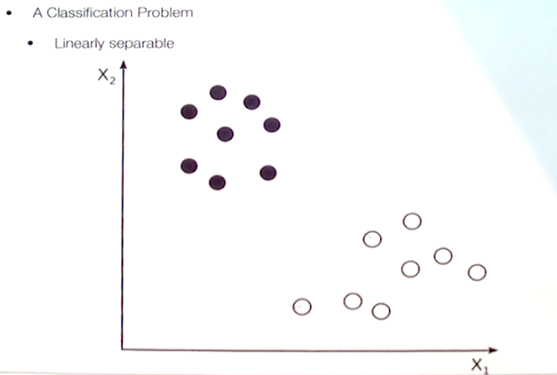 • A Classification Problem
• Linearly separable
X₂
X₁